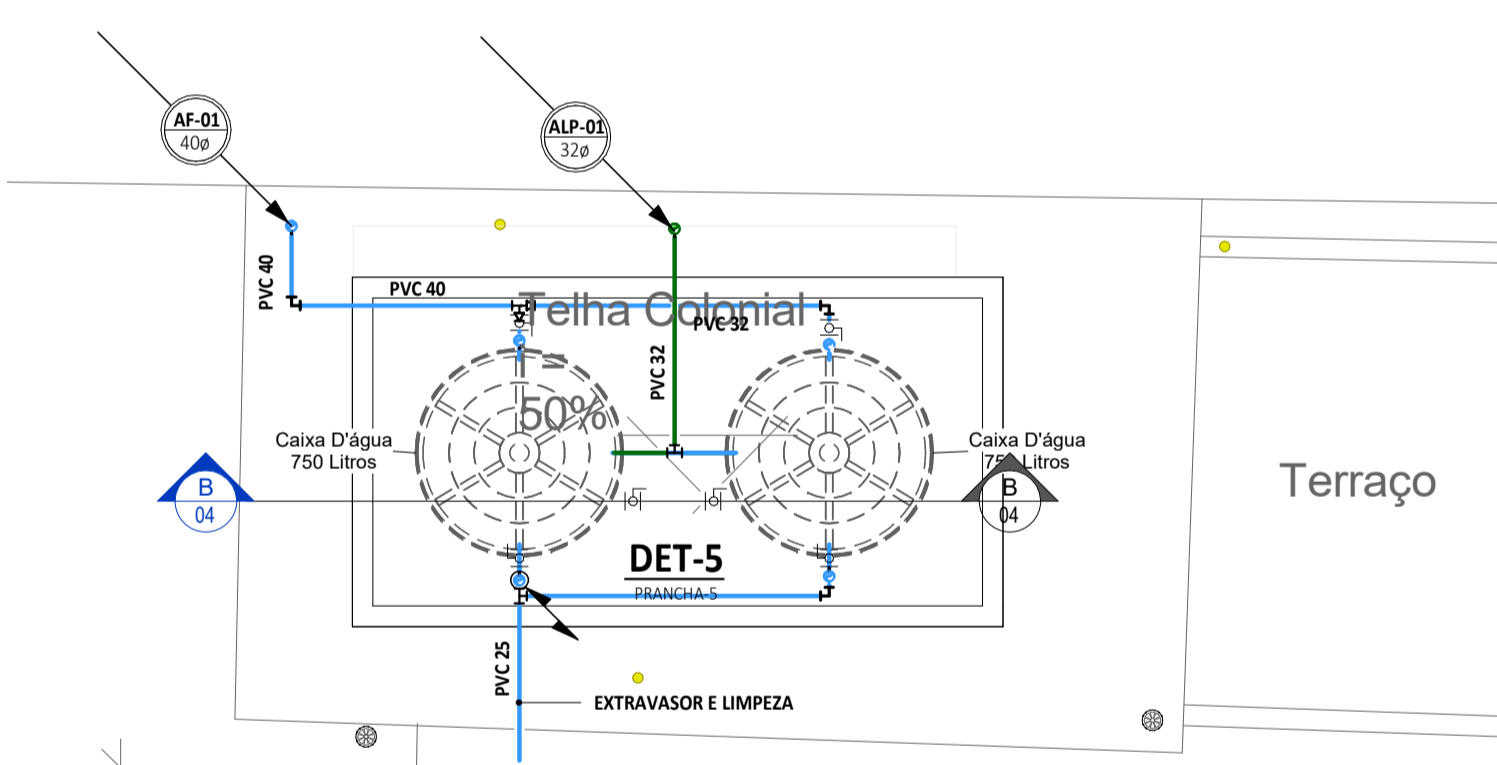 AF-01
40ø
ALP-01
32ø
PVC 40
PVC 40
Telha Colonial
PVC 32
PVC 32
50%
Caixa D'água
750 Litros
Caixa D'água
Litros
B
04
B
04
Terraço
DET-5
PRANCHA-5
PVC 25
EXTRAVASOR E LIMPEZA